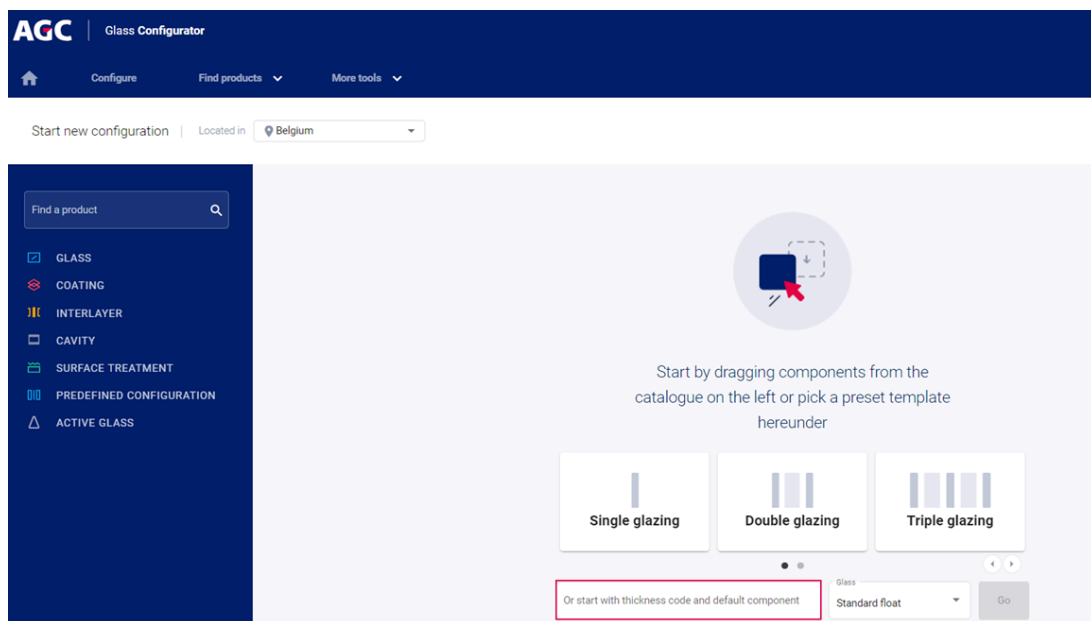 AGC Glass Configurator
Configure Find products More tools
Start new configuration Located in Belgium
Find a product
GLASS
COATING
INTERLAYER
CAVITY
SURFACE TREATMENT
PREDEFINED CONFIGURATION
ACTIVE GLASS
Start by dragging components from the
catalogue on the left or pick a preset template
hereunder
Single glazing Double glazing Triple glazing
Or start with thickness code and default component
Glass
Standard float
Go